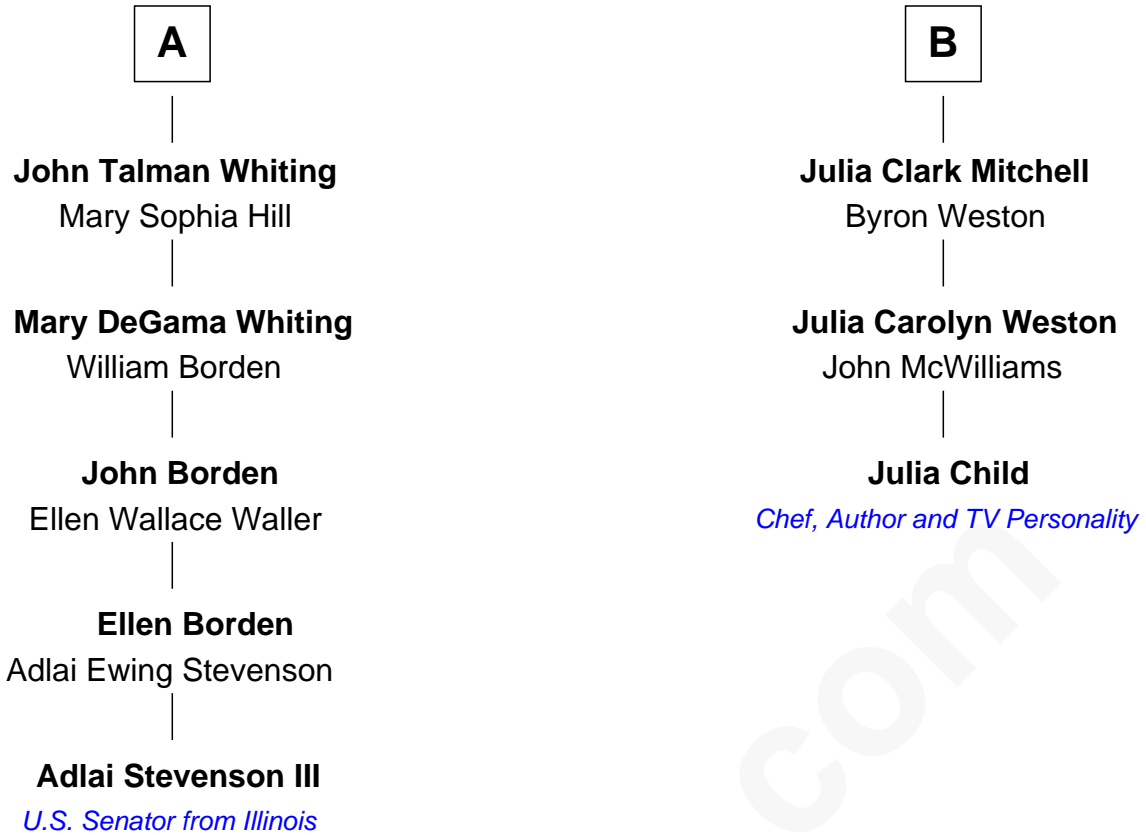 A
John Talman Whiting
Mary Sophia Hill
Mary DeGama Whiting
William Borden
John Borden
Ellen Wallace Waller
Ellen Borden
Adlai Ewing Stevenson
Adlai Stevenson III
U.S. Senator from Illinois
B
Julia Clark Mitchell
Byron Weston
Julia Carolyn Weston
John McWilliams
Julia Child
Chef, Author and TV Personality
com